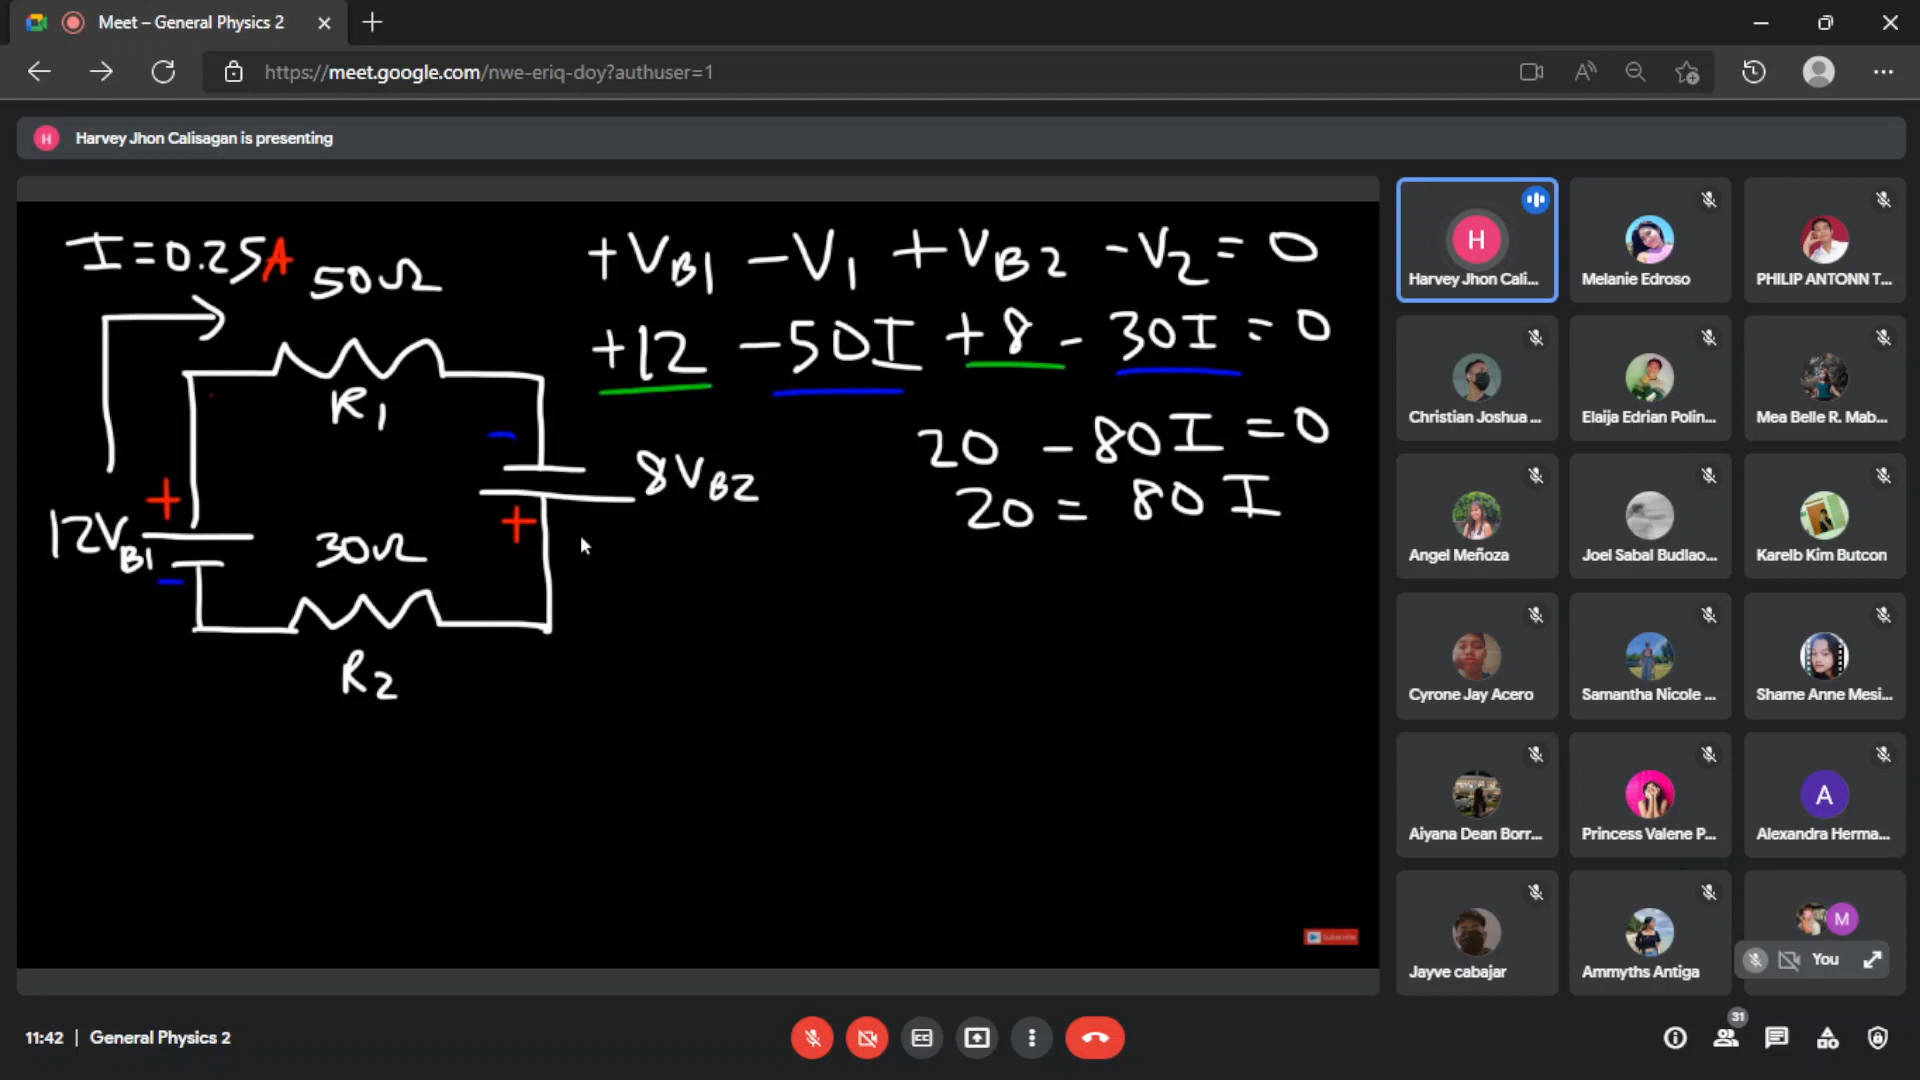 Meet – General Physics 2
https://meet.google.com/nwe-eriq-doy?authuser=1
H Harvey Jhon Calisagan is presenting
I = 0.25A
50Ω
R1
12VB1
+
-
30Ω
R2
-
+
8VB2
+VB1 -V1 +VB2 -V2 = 0
+12 -50I +8 - 30I = 0
20 - 80I = 0
20 = 80 I
Subscribe
H
Harvey Jhon Cali...
Melanie Edroso
PHILIP ANTONN T...
Christian Joshua ...
Elaija Edrian Polin...
Mea Belle R. Mab...
Angel Meñoza
Joel Sabal Budlao...
Karelb Kim Butcon
Cyrone Jay Acero
Samantha Nicole ...
Shame Anne Mesi...
Aiyana Dean Borr...
Princess Valene P...
A
Alexandra Herma...
Jayve cabajar
Ammyths Antiga
M
You
11:42 | General Physics 2
31